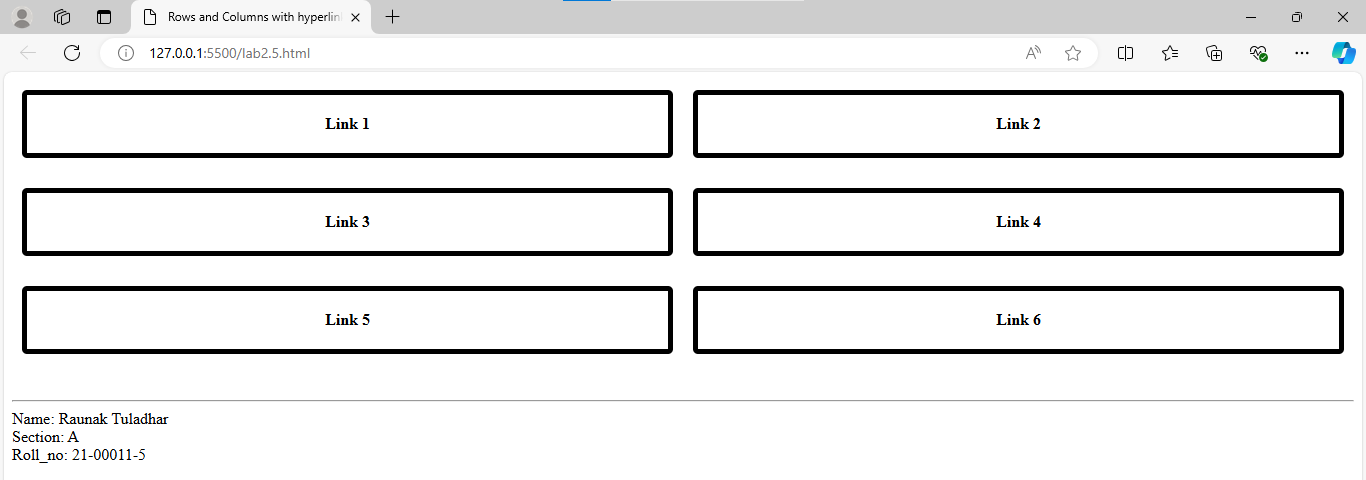 Rows and Columns with hyperlin
127.0.0.1:5500/lab2.5.html
Link 1 Link 2
Link 3 Link 4
Link 5 Link 6
Name: Raunak Tuladhar
Section: A
Roll_no: 21-00011-5